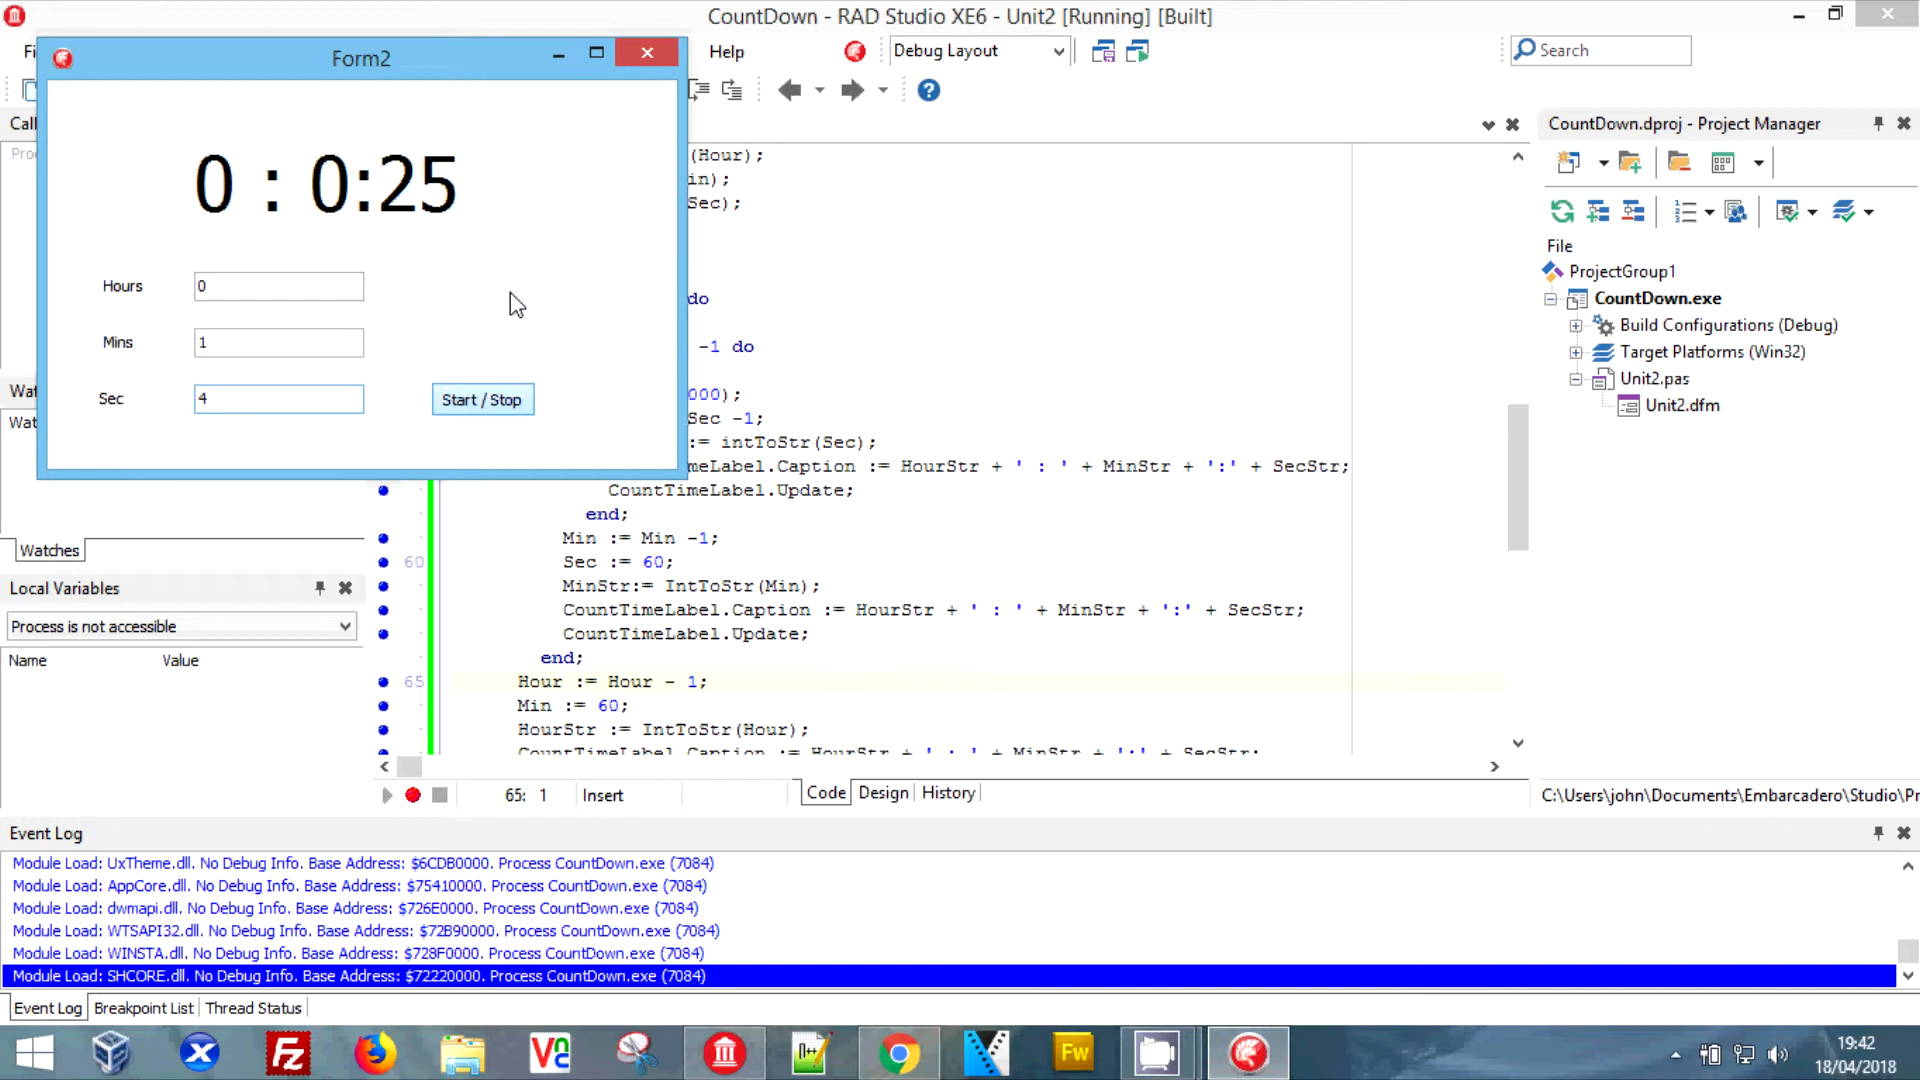 CountDown - RAD Studio XE6 - Unit2 [Running] [Built]
Form2
Help
Debug Layout
Search
0 : 0:25
Hours
0
Mins
1
Sec
4
Start / Stop
(Hour);
in);
Sec);
do
-1 do
000);
Sec -1;
:= intToStr(Sec);
meLabel.Caption := HourStr + ' : ' + MinStr + ':' + SecStr;
CountTimeLabel.Update;
end;
Min := Min -1;
60
Sec := 60;
MinStr:= IntToStr(Min);
CountTimeLabel.Caption := HourStr + ' : ' + MinStr + ':' + SecStr;
CountTimeLabel.Update;
end;
65
Hour := Hour - 1;
Min := 60;
HourStr := IntToStr(Hour);
CountTimeLabel.Caption := HourStr + ' : ' + MinStr + ':' + SecStr;
65: 1
Insert
Code
Design
History
Watches
Local Variables
Process is not accessible
Name
Value
CountDown.dproj - Project Manager
File
ProjectGroup1
CountDown.exe
Build Configurations (Debug)
Target Platforms (Win32)
Unit2.pas
Unit2.dfm
C:\Users\john\Documents\Embarcadero\Studio\Pr
Event Log
Module Load: UxTheme.dll. No Debug Info. Base Address: $6CDB0000. Process CountDown.exe (7084)
Module Load: AppCore.dll. No Debug Info. Base Address: $75410000. Process CountDown.exe (7084)
Module Load: dwmapi.dll. No Debug Info. Base Address: $726E0000. Process CountDown.exe (7084)
Module Load: WTSAPI32.dll. No Debug Info. Base Address: $72B90000. Process CountDown.exe (7084)
Module Load: WINSTA.dll. No Debug Info. Base Address: $728F0000. Process CountDown.exe (7084)
Module Load: SHCORE.dll. No Debug Info. Base Address: $72220000. Process CountDown.exe (7084)
Event Log
Breakpoint List
Thread Status
Fw
19:42
18/04/2018